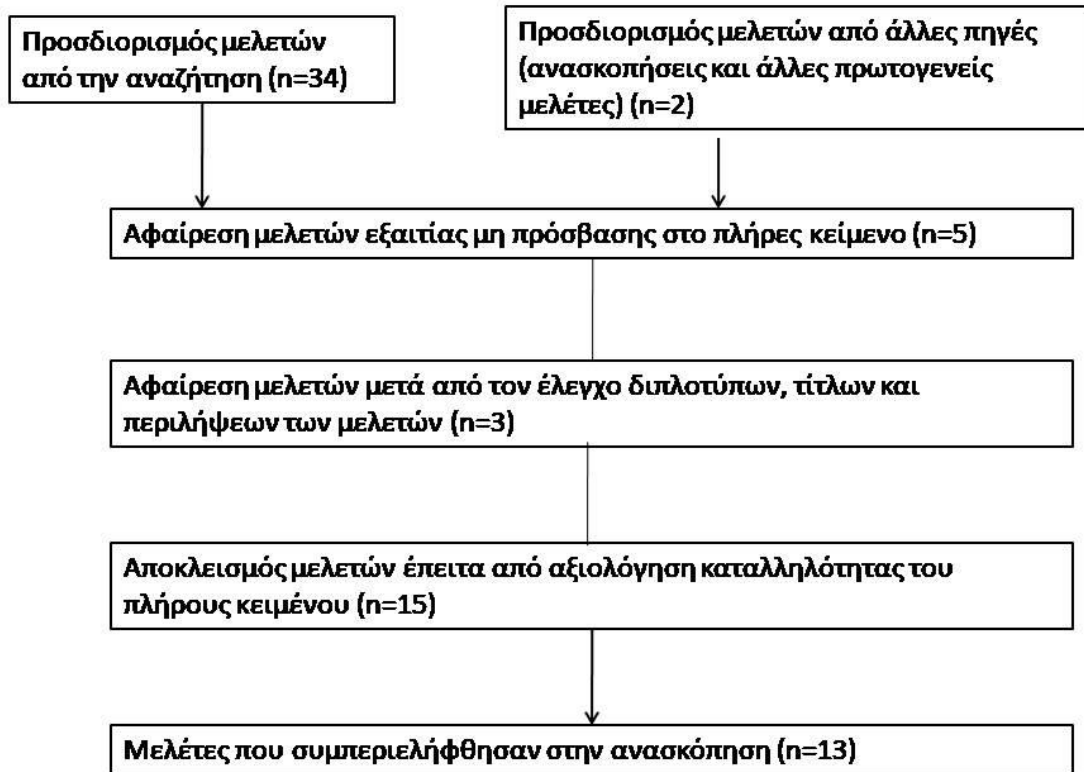 Προσδιορισμός μελετών
από την αναζήτηση (n=34)
Προσδιορισμός μελετών από άλλες πηγές
(ανασκοπήσεις και άλλες πρωτογενείς
μελέτες) (n=2)
Αφαίρεση μελετών εξαιτίας μη πρόσβασης στο πλήρες κείμενο (n=5)
Αφαίρεση μελετών μετά από τον έλεγχο διπλοτύπων, τίτλων και
περιλήψεων των μελετών (n=3)
Αποκλεισμός μελετών έπειτα από αξιολόγηση καταλληλότητας του
πλήρους κειμένου (n=15)
Μελέτες που συμπεριελήφθησαν στην ανασκόπηση (n=13)